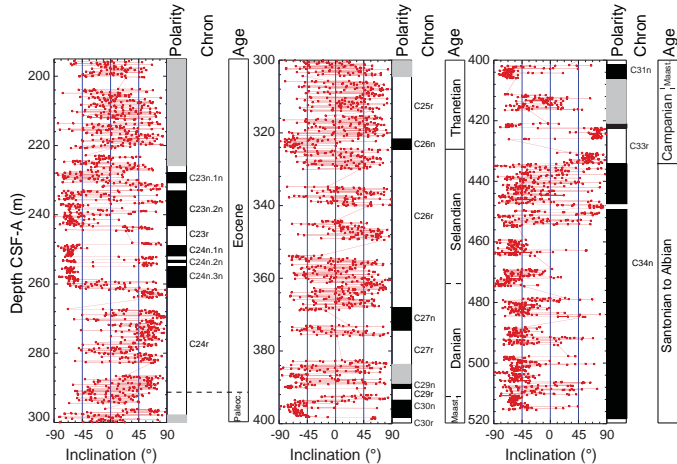 Polarity Chron Age
Polarity Chron Age
Polarity Chron Age
Depth CSF-A (m)
200
220
240
260
280
300
C23n.1n
C23n.2n
C23r
C24n.1n
C24n.2n
C24n.3n
C24r
Eocene
Paleoc.
-90 -45 0 45 90
Inclination (°)
300
320
340
360
380
400
C25r
C26n
C26r
C27n
C27r
C29n
C29r
C30n
C30r
Thanetian
Selandian
Danian
Maast.
-90 -45 0 45 90
Inclination (°)
400
420
440
460
480
500
520
C31n
C33r
C34n
Maast.
Campanian
Santonian to Albian
-90 -45 0 45 90
Inclination (°)